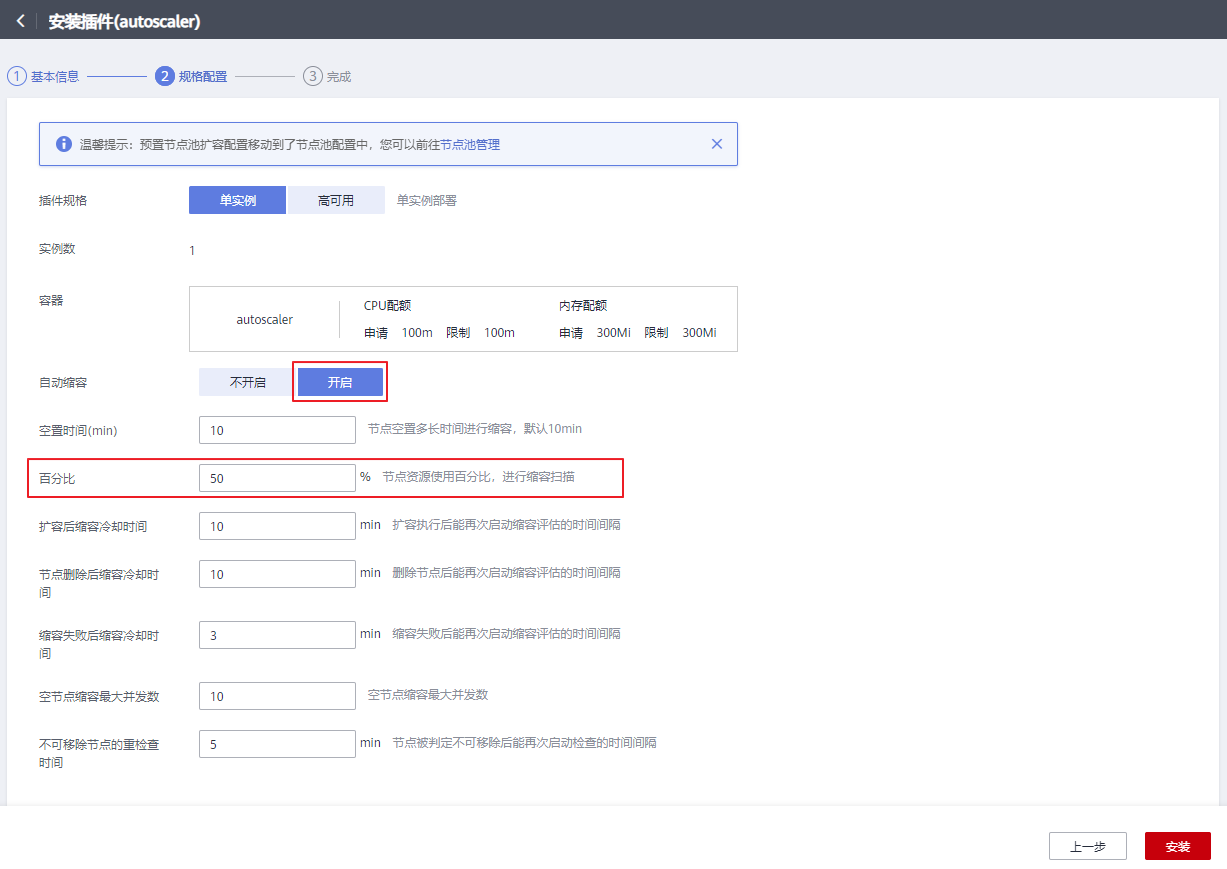 安装插件(autoscaler)
1 基本信息 2 规格配置 3 完成
温馨提示：预置节点池扩容配置移动到了节点池配置中，您可以前往节点池管理
插件规格 单实例 高可用 单实例部署
实例数 1
容器 autoscaler CPU配额 内存配额
申请 100m 限制 100m 申请 300Mi 限制 300Mi
自动缩容 不开启 开启
空置时间(min) 10 节点空置多长时间进行缩容，默认10min
百分比 50 % 节点资源使用百分比，进行缩容扫描
扩容后缩容冷却时间 10 min 扩容执行后能再次启动缩容评估的时间间隔
节点删除后缩容冷却时
间
10 min 删除节点后能再次启动缩容评估的时间间隔
缩容失败后缩容冷却时
间
3 min 缩容失败后能再次启动缩容评估的时间间隔
空节点缩容最大并发数 10 空节点缩容最大并发数
不可移除节点的重检查
时间
5 min 节点被判定不可移除后能再次启动检查的时间间隔
上一步 安装